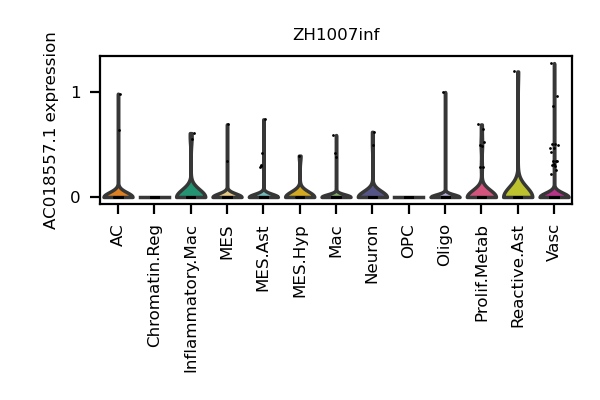 ZH1007inf
AC018557.1 expression
1
0
AC
Chromatin.Reg
Inflammatory.Mac
MES
MES.Ast
MES.Hyp
Mac
Neuron
OPC
Oligo
Prolif.Metab
Reactive.Ast
Vasc